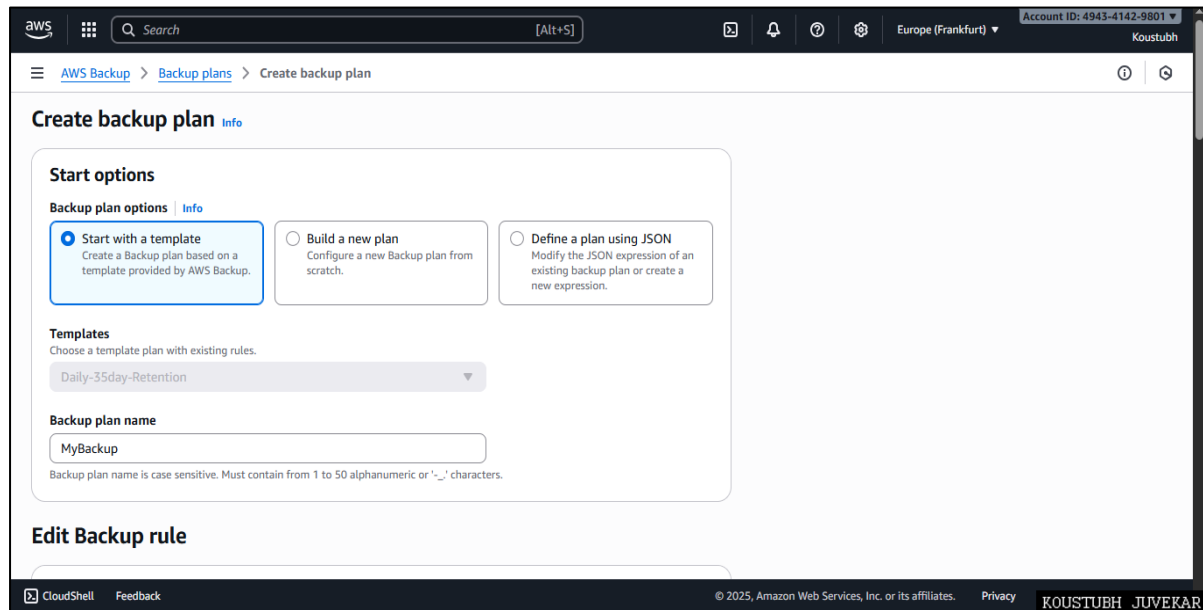 aws
Search [Alt+S]
Europe (Frankfurt) ▼
Account ID: 4943-4142-9801 ▼
Koustubh
AWS Backup > Backup plans > Create backup plan
Create backup plan Info
Start options
Backup plan options | Info
Start with a template
Create a Backup plan based on a
template provided by AWS Backup.
Build a new plan
Configure a new Backup plan from
scratch.
Define a plan using JSON
Modify the JSON expression of an
existing backup plan or create a
new expression.
Templates
Choose a template plan with existing rules.
Daily-35day-Retention
Backup plan name
MyBackup
Backup plan name is case sensitive. Must contain from 1 to 50 alphanumeric or '-_.' characters.
Edit Backup rule
CloudShell Feedback © 2025, Amazon Web Services, Inc. or its affiliates. Privacy
KOUSTUBH JUVEKAR